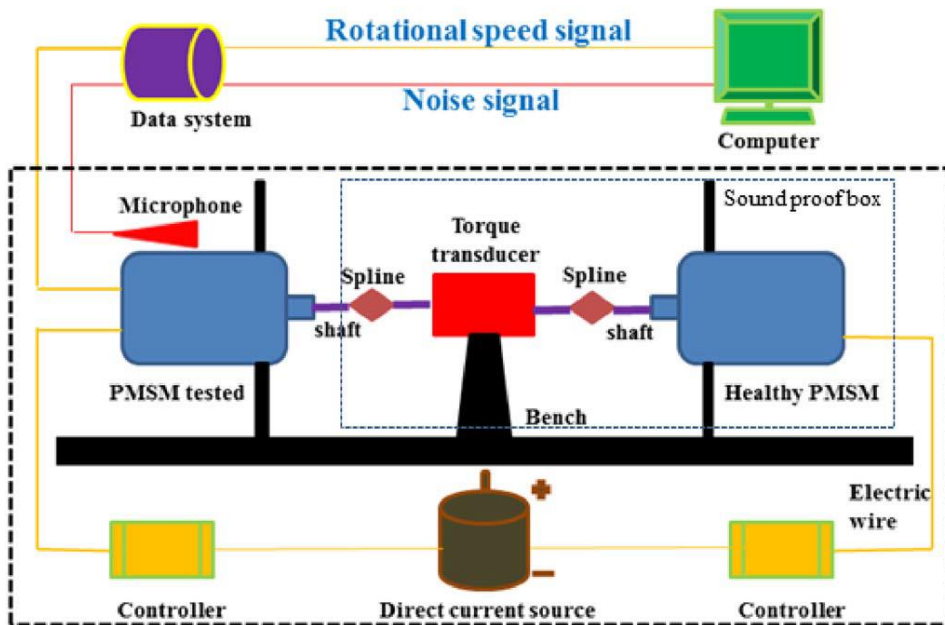 Rotational speed signal
Noise signal
Data system
Computer
Microphone
Sound proof box
Torque
transducer
Spline
Spline
shaft
shaft
PMSM tested
Healthy PMSM
Bench
+
Electric
wire
−
Controller
Direct current source
Controller